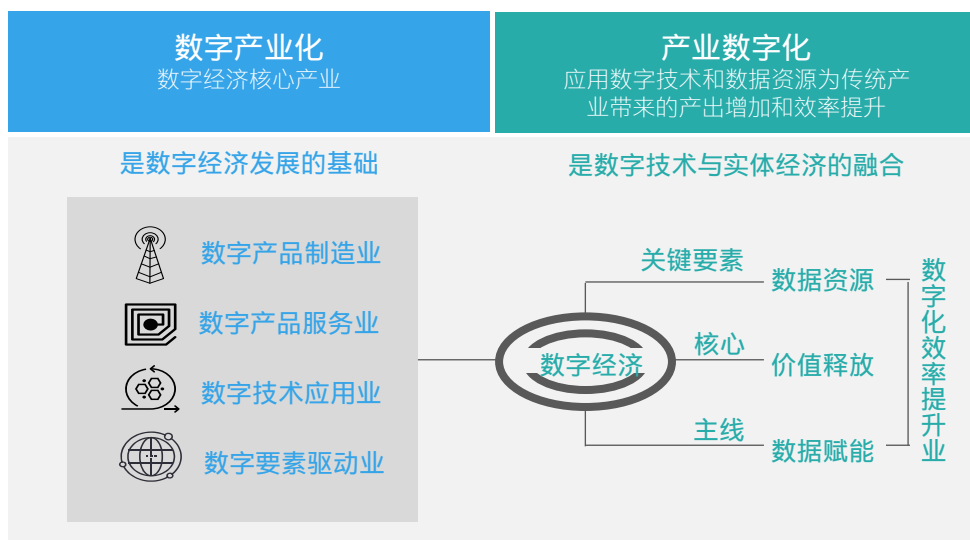 数字产业化
数字经济核心产业
产业数字化
应用数字技术和数据资源为传统产
业带来的产出增加和效率提升
是数字经济发展的基础
是数字技术与实体经济的融合
数字产品制造业
数字产品服务业
数字技术应用业
数字要素驱动业
数字经济
关键要素
数据资源
核心
价值释放
主线
数据赋能
数字化效率提升业